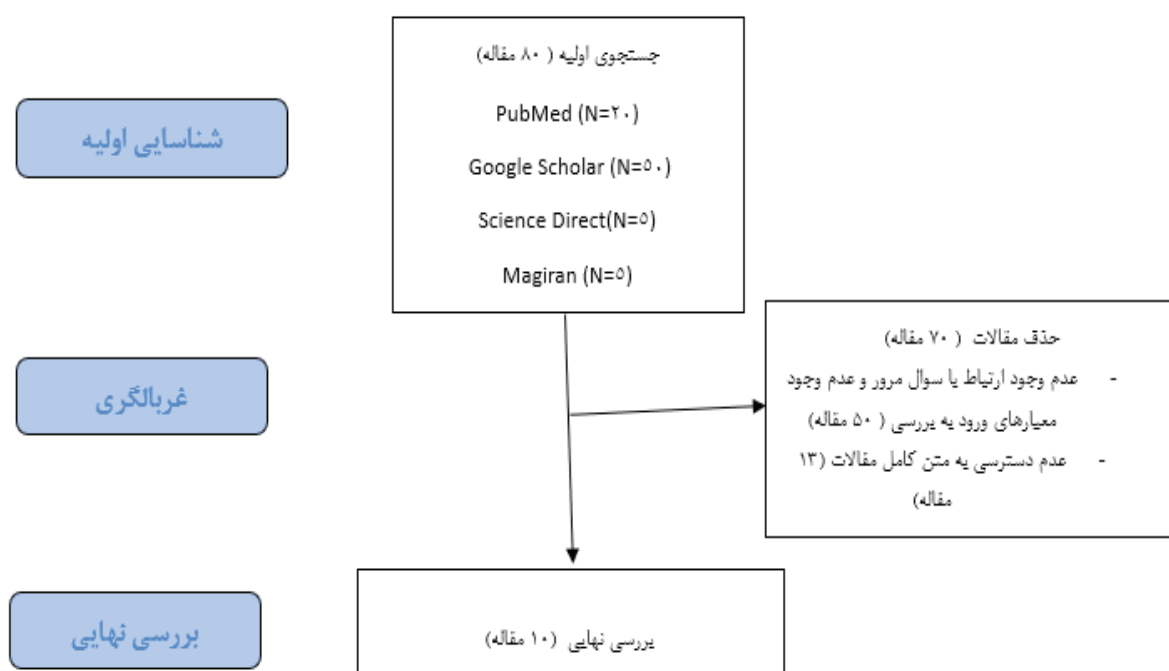 جستجوی اولیه ( ۸۰ مقاله)
PubMed (N=۲۰)
Google Scholar (N=۵۰)
Science Direct(N=۵)
Magiran (N=۵)
شناسایی اولیه
حذف مقالات ( ۷۰ مقاله)
- عدم وجود ارتباط با سوال مرور و عدم وجود
معیارهای ورود به بررسی ( ۵۰ مقاله)
- عدم دسترسی به متن کامل مقالات (۱۳
مقاله)
غربالگری
بررسی نهایی (۱۰ مقاله)
بررسی نهایی